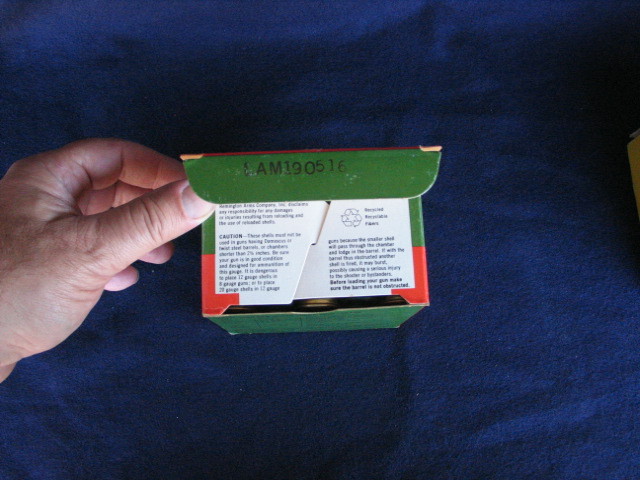 LAM190516
Remington Arms Company, Inc. disclaims
any responsibility for any damages
or injuries resulting from reloading and
the use of reloaded shells.
CAUTION—These shells must not be
used in guns having Damascus or
twist steel barrels, or chambers
shorter than 2¾ inches. Be sure
your gun is in good condition
and designed for ammunition of
this gauge. It is dangerous
to place 12 gauge shells in
gauge guns; or to place
20 gauge shells in 12 gauge
Recycled
Recyclable
Fibers
guns because the smaller shell
will pass through the chamber
and lodge in the barrel. If with the
barrel thus obstructed another
shell is fired, it may burst,
possibly causing a serious injury
to the shooter or bystanders.
Before loading your gun make
sure the barrel is not obstructed.